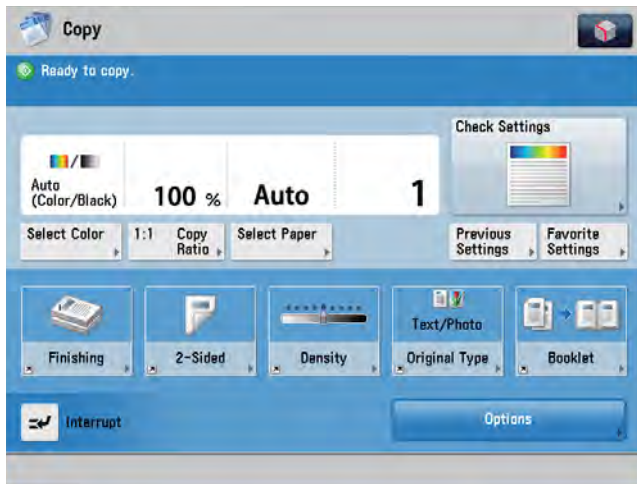 Copy
Ready to copy.
Check Settings
Auto
(Color/Black)
100 %
Auto
1
Select Color
1:1 Copy
Ratio
Select Paper
Previous
Settings
Favorite
Settings
Text/Photo
Finishing
2-Sided
Density
Original Type
Booklet
Interrupt
Options